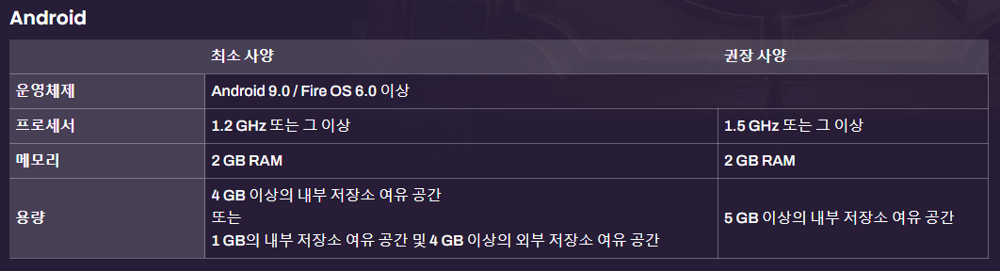 Android
최소 사양 권장 사양
운영체제 Android 9.0 / Fire OS 6.0 이상
프로세서 1.2 GHz 또는 그 이상 1.5 GHz 또는 그 이상
메모리 2 GB RAM 2 GB RAM
용량 4 GB 이상의 내부 저장소 여유 공간
또는
1 GB의 내부 저장소 여유 공간 및 4 GB 이상의 외부 저장소 여유 공간
5 GB 이상의 내부 저장소 여유 공간